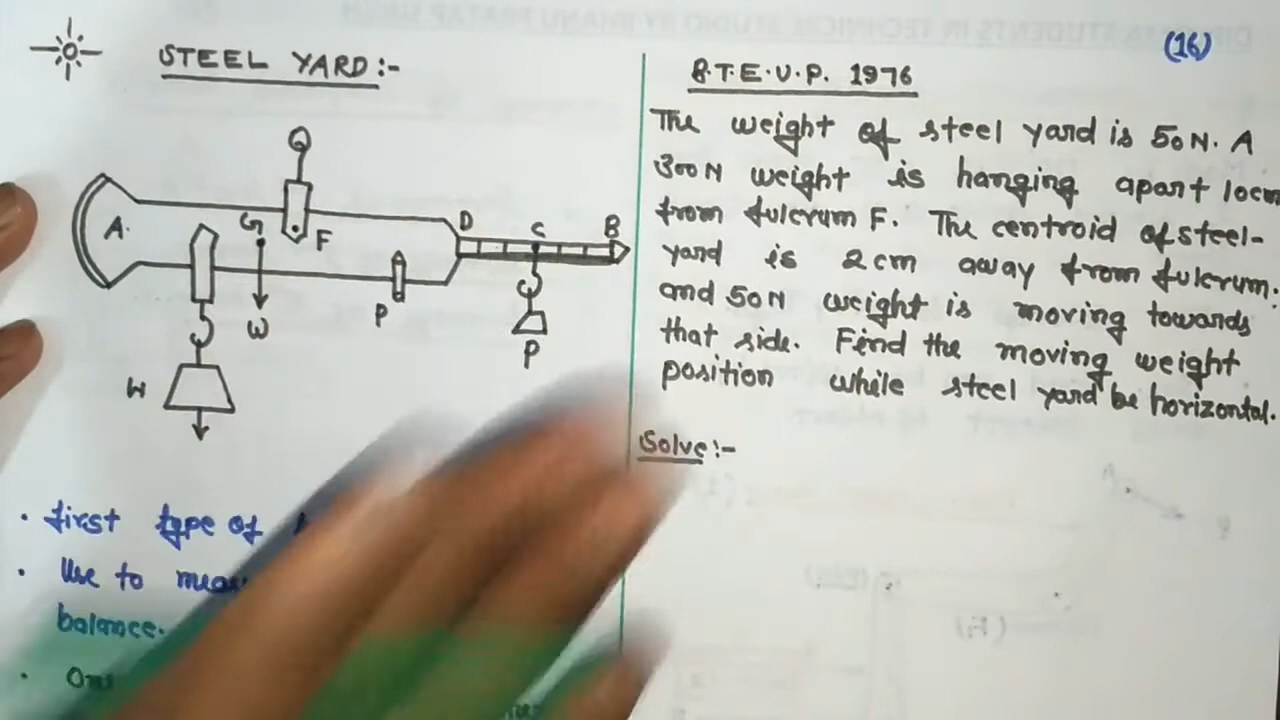 (16)
STEEL YARD:-
Q
A
G
F
D
C
B
W
P
P
W
first type of
Use to
balance.
B.T.E.U.P. 1976
The weight of steel yard is 50N. A
300N weight is hanging apart 10cm
from fulcrum F. The centroid of steel-
yard is 2cm away from fulcrum.
and 50N weight is moving towards
that side. Find the moving weight
position while steel yard be horizontal.
Solve:-